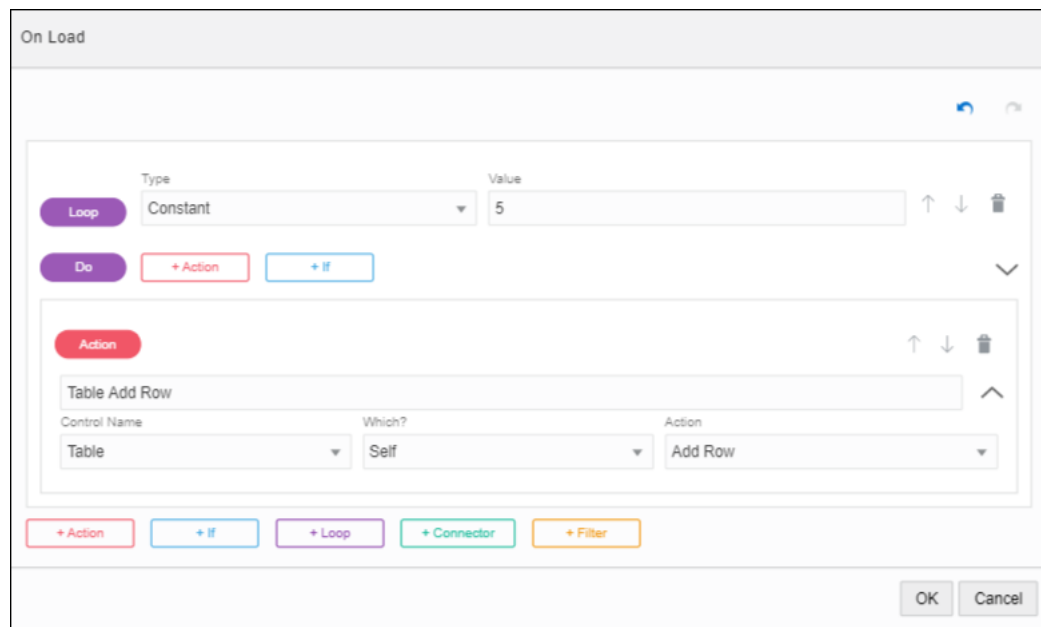 On Load
Type Value
Loop Constant 5
Do + Action + If
Action
Table Add Row
Control Name Which? Action
Table Self Add Row
+ Action + If + Loop + Connector + Filter
OK Cancel